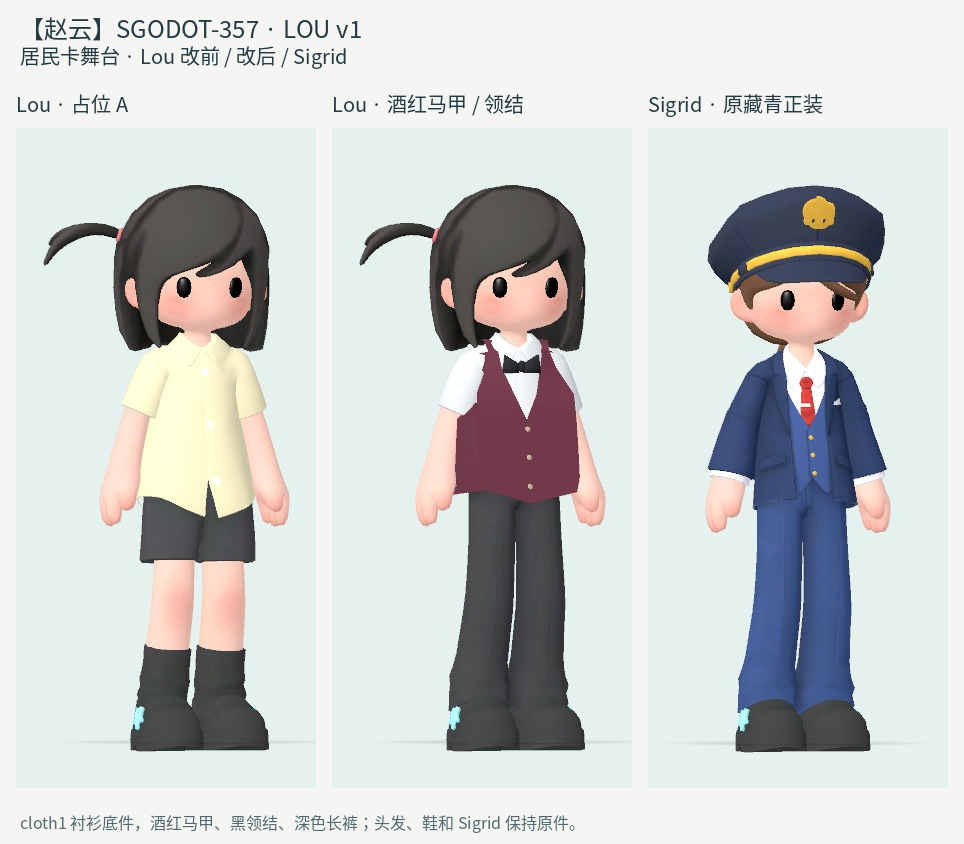 【赵云】SGODOT-357 · LOU v1
居民卡舞台 · Lou 改前 / 改后 / Sigrid
Lou · 占位 A
Lou · 酒红马甲 / 领结
Sigrid · 原藏青正装
cloth1 衬衫底件，酒红马甲、黑领结、深色长裤；头发、鞋和 Sigrid 保持原件。